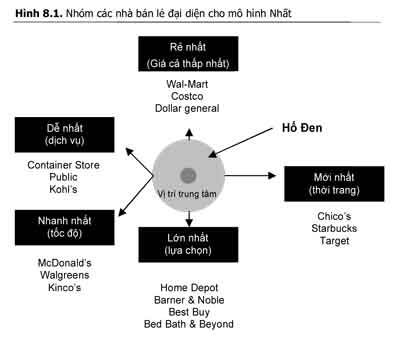 Hình 8.1. Nhóm các nhà bán lẻ đại diện cho mô hình Nhất
Rẻ nhất
(Giá cả thấp nhất)
Wal-Mart
Costco
Dollar general
Hố Đen
Dễ nhất
(dịch vụ)
Container Store
Public
Kohl's
Vị trí trung tâm
Mới nhất
(thời trang)
Chico's
Starbucks
Target
Nhanh nhất
(tốc độ)
McDonald's
Walgreens
Kinco's
Lớn nhất
(lựa chọn)
Home Depot
Barner & Noble
Best Buy
Bed Bath & Beyond